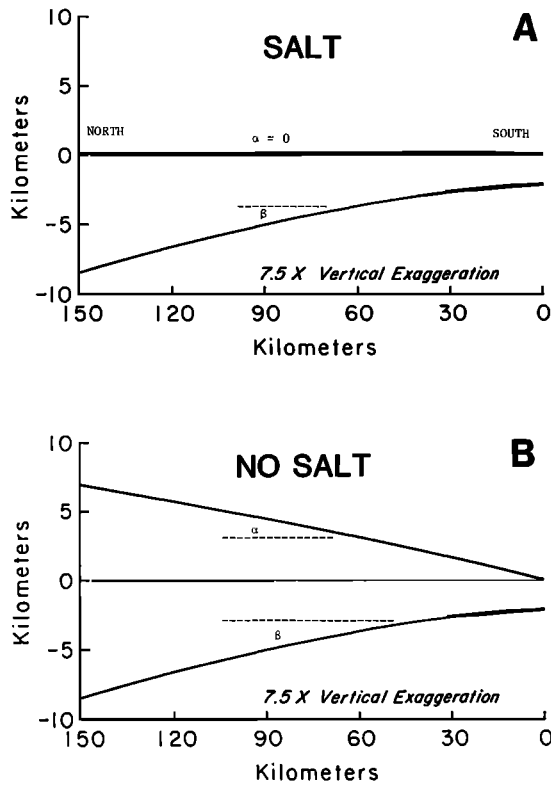 A
SALT
10
5
0
-5
-10
Kilometers
NORTH
α = 0
SOUTH
β
7.5 X Vertical Exaggeration
150 120 90 60 30 0
Kilometers
B
NO SALT
10
5
0
-5
-10
Kilometers
α
β
7.5 X Vertical Exaggeration
150 120 90 60 30 0
Kilometers